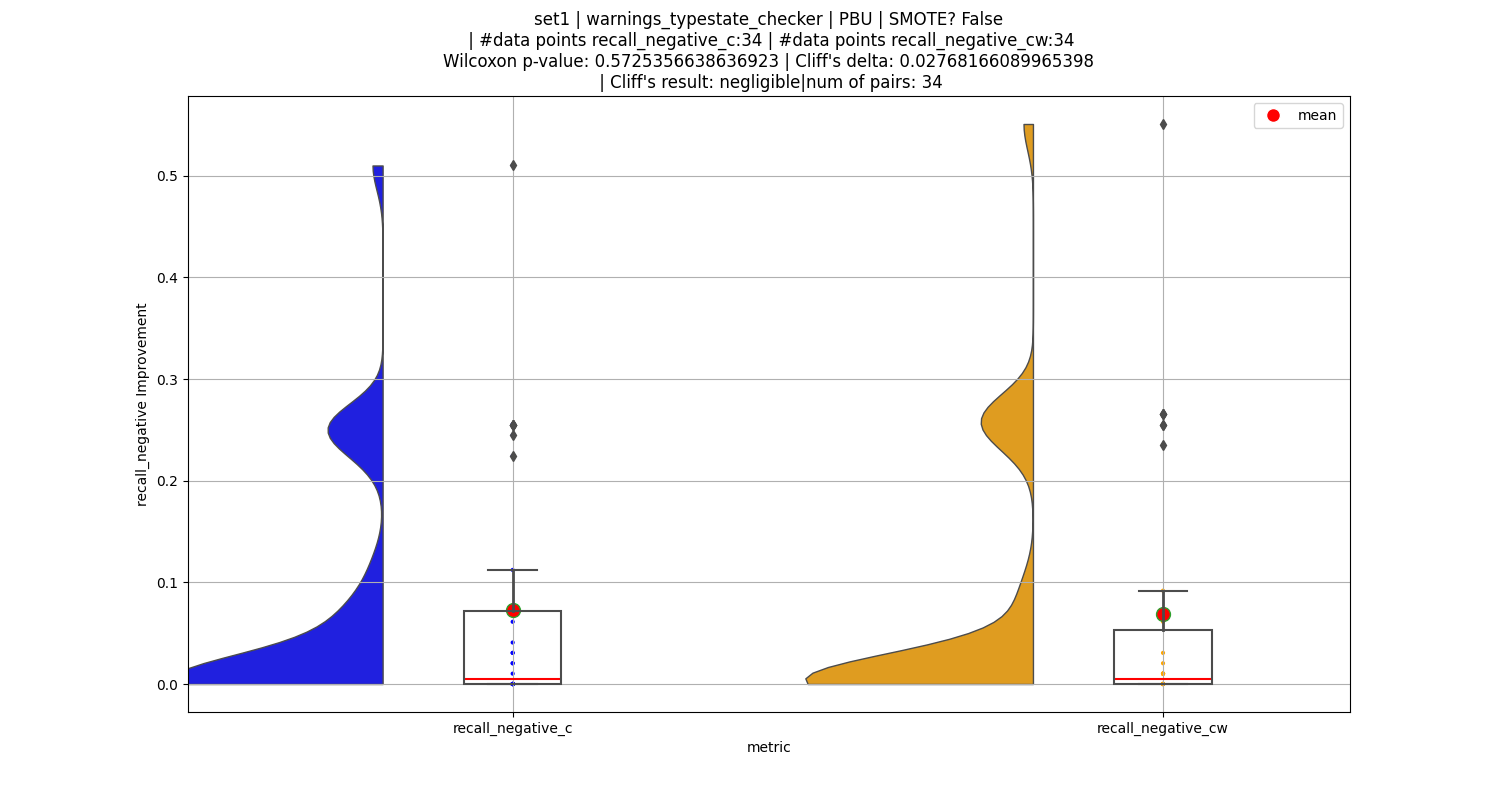 set1 | warnings_typestate_checker | PBU | SMOTE? False
| #data points recall_negative_c:34 | #data points recall_negative_cw:34
Wilcoxon p-value: 0.5725356638636923 | Cliff's delta: 0.02768166089965398
| Cliff's result: negligible|num of pairs: 34
mean
0.5
0.4
0.3
0.2
0.1
0.0
recall_negative Improvement
recall_negative_c
recall_negative_cw
metric